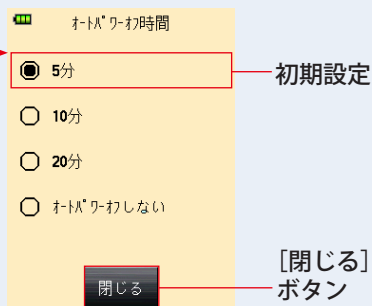 ｵｰﾄﾊﾟﾜｰｵﾌ時間
5分
初期設定
10分
20分
ｵｰﾄﾊﾟﾜｰｵﾌしない
［閉じる］
ボタン
閉じる